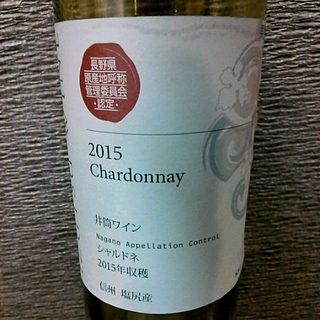 長野県
原産地呼称
管理委員会
・認定・
2015
Chardonnay
井筒ワイン
Nagano Appellation Control
シャルドネ
2015年収穫
信州 塩尻産